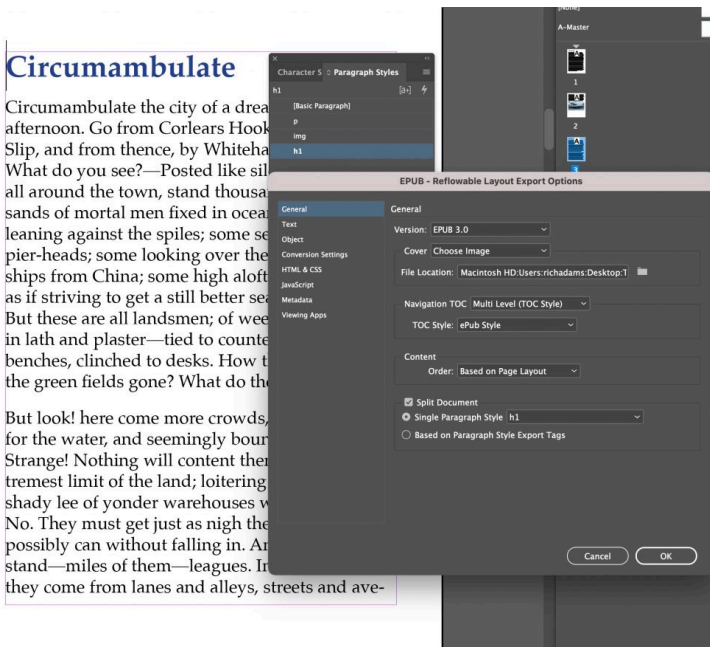 Circumambulate
Circumambulate the city of a drea
afternoon. Go from Corlears Hook
Slip, and from thence, by Whiteha
What do you see?—Posted like sil
all around the town, stand thousa
sands of mortal men fixed in ocea
leaning against the spiles; some se
pier-heads; some looking over the
ships from China; some high aloft
as if striving to get a still better sea
But these are all landsmen; of wee
in lath and plaster—tied to counte
benches, clinched to desks. How t
the green fields gone? What do the
But look! here come more crowds,
for the water, and seemingly boun
Strange! Nothing will content then
tremest limit of the land; loitering
shady lee of yonder warehouses w
No. They must get just as nigh the
possibly can without falling in. An
stand—miles of them—leagues. In
they come from lanes and alleys, streets and ave-
Character S Paragraph Styles
h1
[a+]
[Basic Paragraph]
p
img
h1
[None]
A-Master
A
1
A
2
A
3
EPUB - Reflowable Layout Export Options
General
Text
Object
Conversion Settings
HTML & CSS
JavaScript
Metadata
Viewing Apps
General
Version: EPUB 3.0
Cover Choose Image
File Location: Macintosh HD:Users:richadams:Desktop:T
Navigation TOC Multi Level (TOC Style)
TOC Style: ePub Style
Content
Order: Based on Page Layout
Split Document
Single Paragraph Style h1
Based on Paragraph Style Export Tags
Cancel
OK